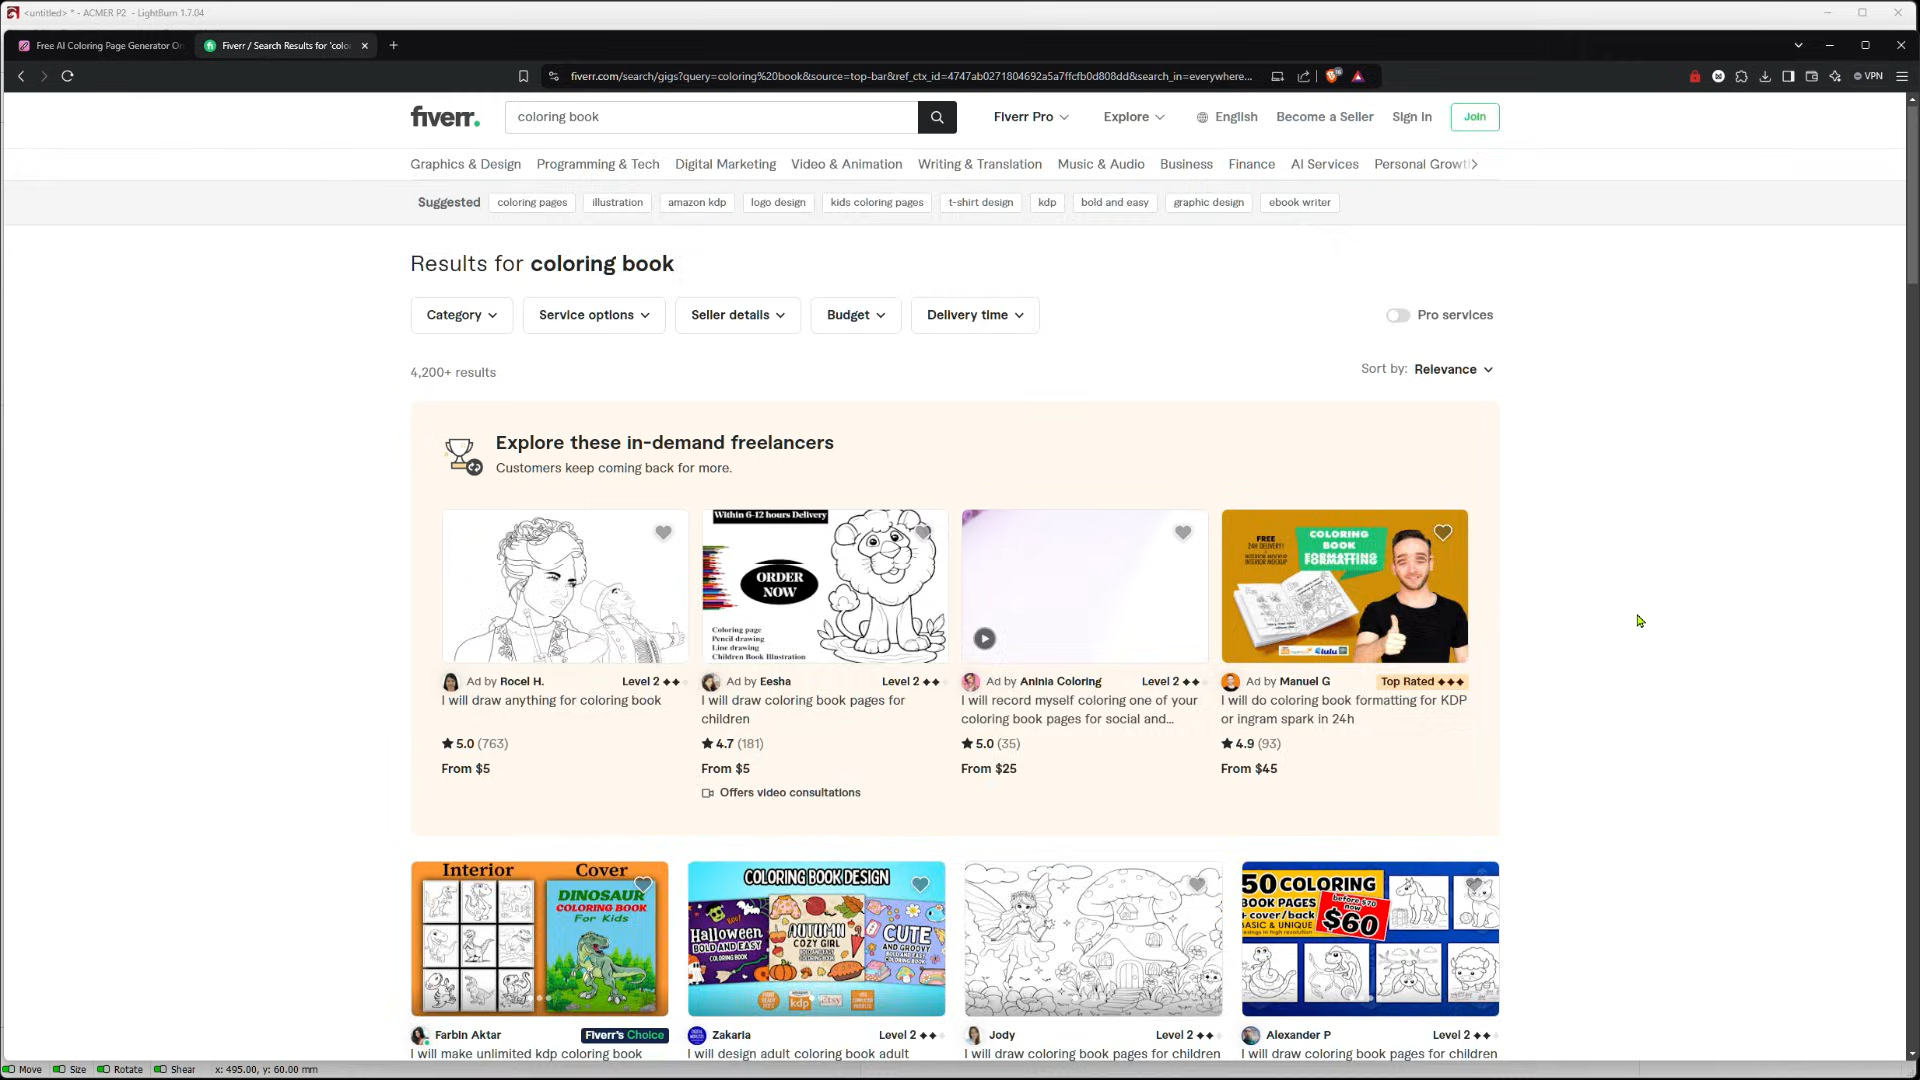 <untitled> * - ACMER P2 - LightBurn 1.7.04
Free AI Coloring Page Generator On
Fiverr / Search Results for 'colo
fiverr.com/search/gigs?query=coloring%20book&source=top-bar&ref_ctx_id=4747ab0271804692a5a7ffcfb0d808dd&search_in=everywhere...
VPN
fiverr.
coloring book
Fiverr Pro
Explore
English
Become a Seller
Sign In
Join
Graphics & Design
Programming & Tech
Digital Marketing
Video & Animation
Writing & Translation
Music & Audio
Business
Finance
AI Services
Personal Growt
Suggested
coloring pages
illustration
amazon kdp
logo design
kids coloring pages
t-shirt design
kdp
bold and easy
graphic design
ebook writer
Results for coloring book
Category
Service options
Seller details
Budget
Delivery time
Pro services
4,200+ results
Sort by: Relevance
Explore these in-demand freelancers
Customers keep coming back for more.
Within 6-12 hours Delivery
ORDER
NOW
Coloring page
Pencil drawing
Line drawing
Children Book Illustration
FREE
24H DELIVERY!
INTERIOR MOCKUP
COLORING
BOOK
FORMATTING
lulu
Ad by Rocel H.
Level 2
I will draw anything for coloring book
5.0 (763)
From $5
Ad by Eesha
Level 2
I will draw coloring book pages for
children
4.7 (181)
From $5
Offers video consultations
Ad by Aninia Coloring
Level 2
I will record myself coloring one of your
coloring book pages for social and...
5.0 (35)
From $25
Ad by Manuel G
Top Rated
I will do coloring book formatting for KDP
or ingram spark in 24h
4.9 (93)
From $45
Interior
Cover
DINOSAUR
COLORING BOOK
For Kids
COLORING BOOK DESIGN
Halloween
BOLD AND EASY
COLORING BOOK
AUTUMN
COZY GIRL
CUTE
AND GROOVY
kdp
etsy
50 COLORING
BOOK PAGES
+ cover/back
BASIC & UNIQUE
before $70
now
$60
Farbin Aktar
Fiverr's Choice
I will make unlimited kdp coloring book
Zakaria
Level 2
I will design adult coloring book adult
Jody
Level 2
I will draw coloring book pages for children
Alexander P
Level 2
I will draw coloring book pages for children
Move
Size
Rotate
Shear
x: 495.00, y: 60.00 mm